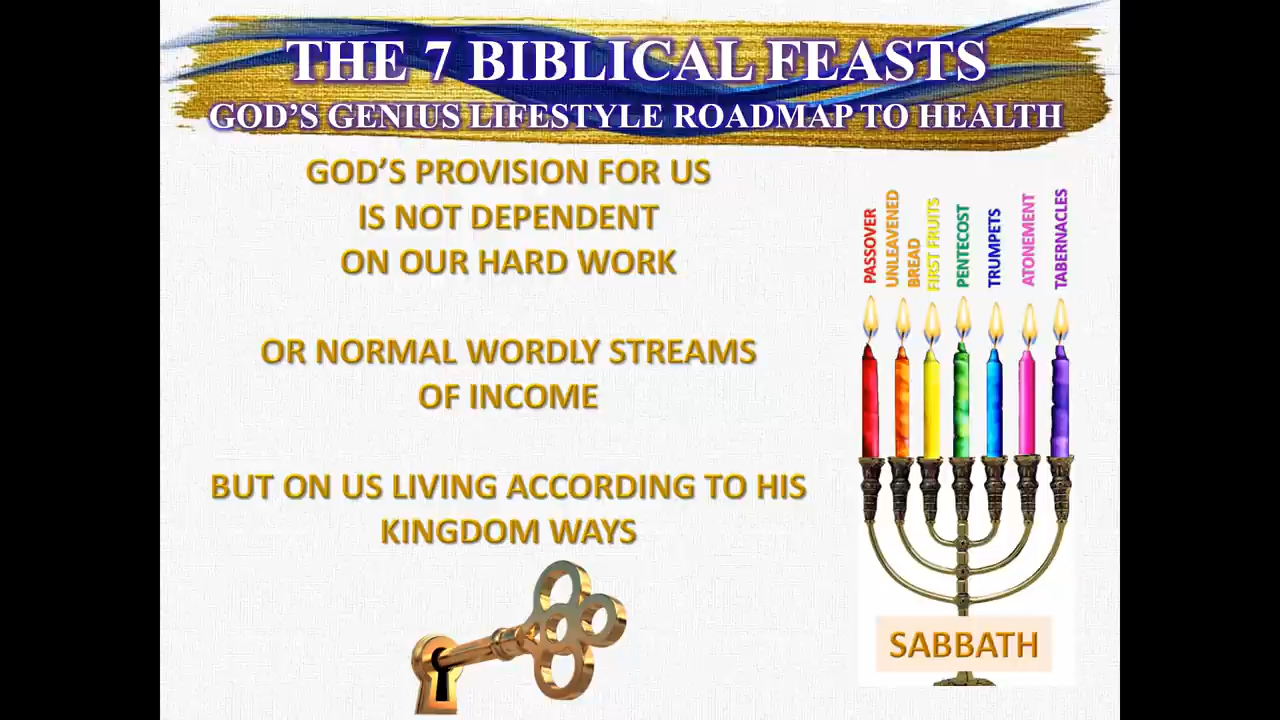 THE 7 BIBLICAL FEASTS
GOD'S GENIUS LIFESTYLE ROADMAP TO HEALTH
GOD'S PROVISION FOR US
IS NOT DEPENDENT
ON OUR HARD WORK
OR NORMAL WORDLY STREAMS
OF INCOME
BUT ON US LIVING ACCORDING TO HIS
KINGDOM WAYS
PASSOVER
UNLEAVENED
BREAD
FIRST FRUITS
PENTECOST
TRUMPETS
ATONEMENT
TABERNACLES
SABBATH